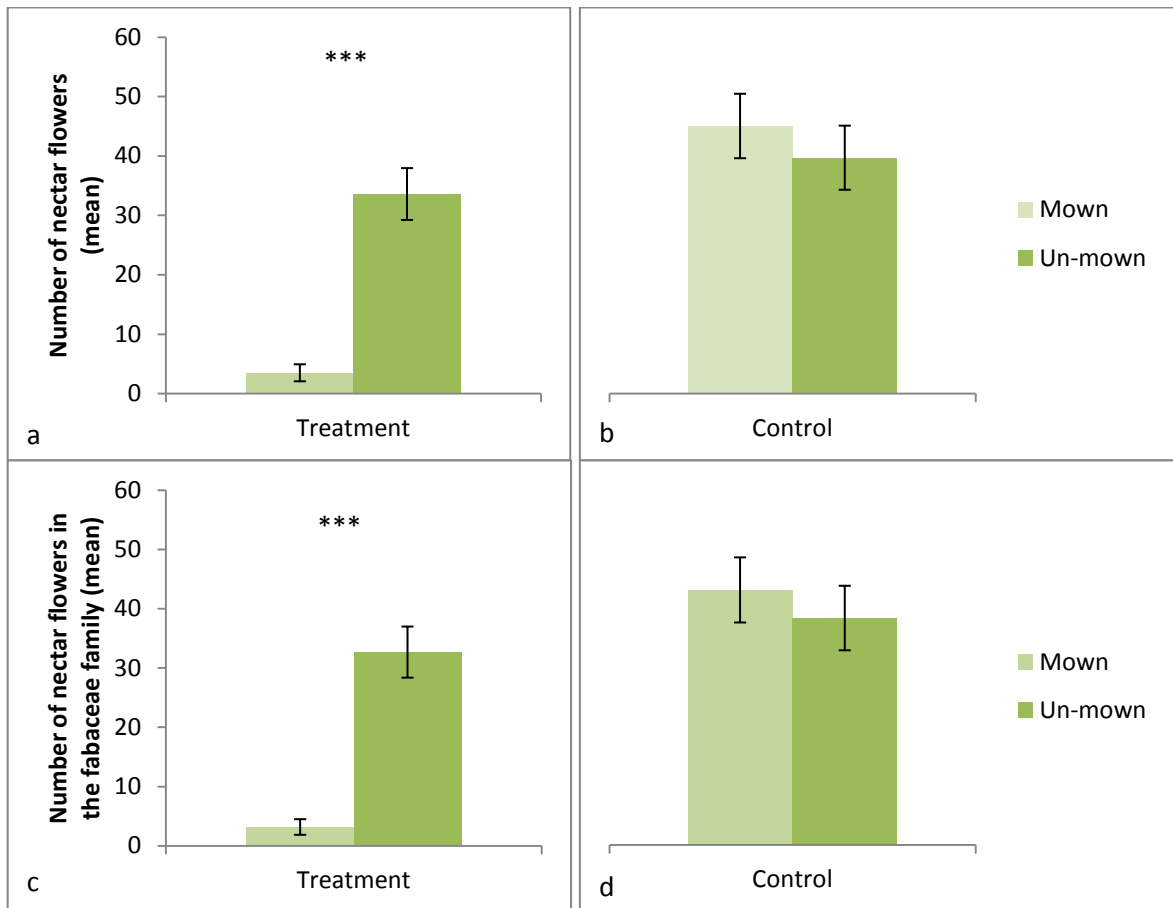 60
50
40
30
20
10
0
Number of nectar flowers
(mean)
***
Treatment
a
Control
b
Mown
Un-mown
60
50
40
30
20
10
0
Number of nectar flowers in
the fabaceae family (mean)
***
Treatment
c
Control
d
Mown
Un-mown